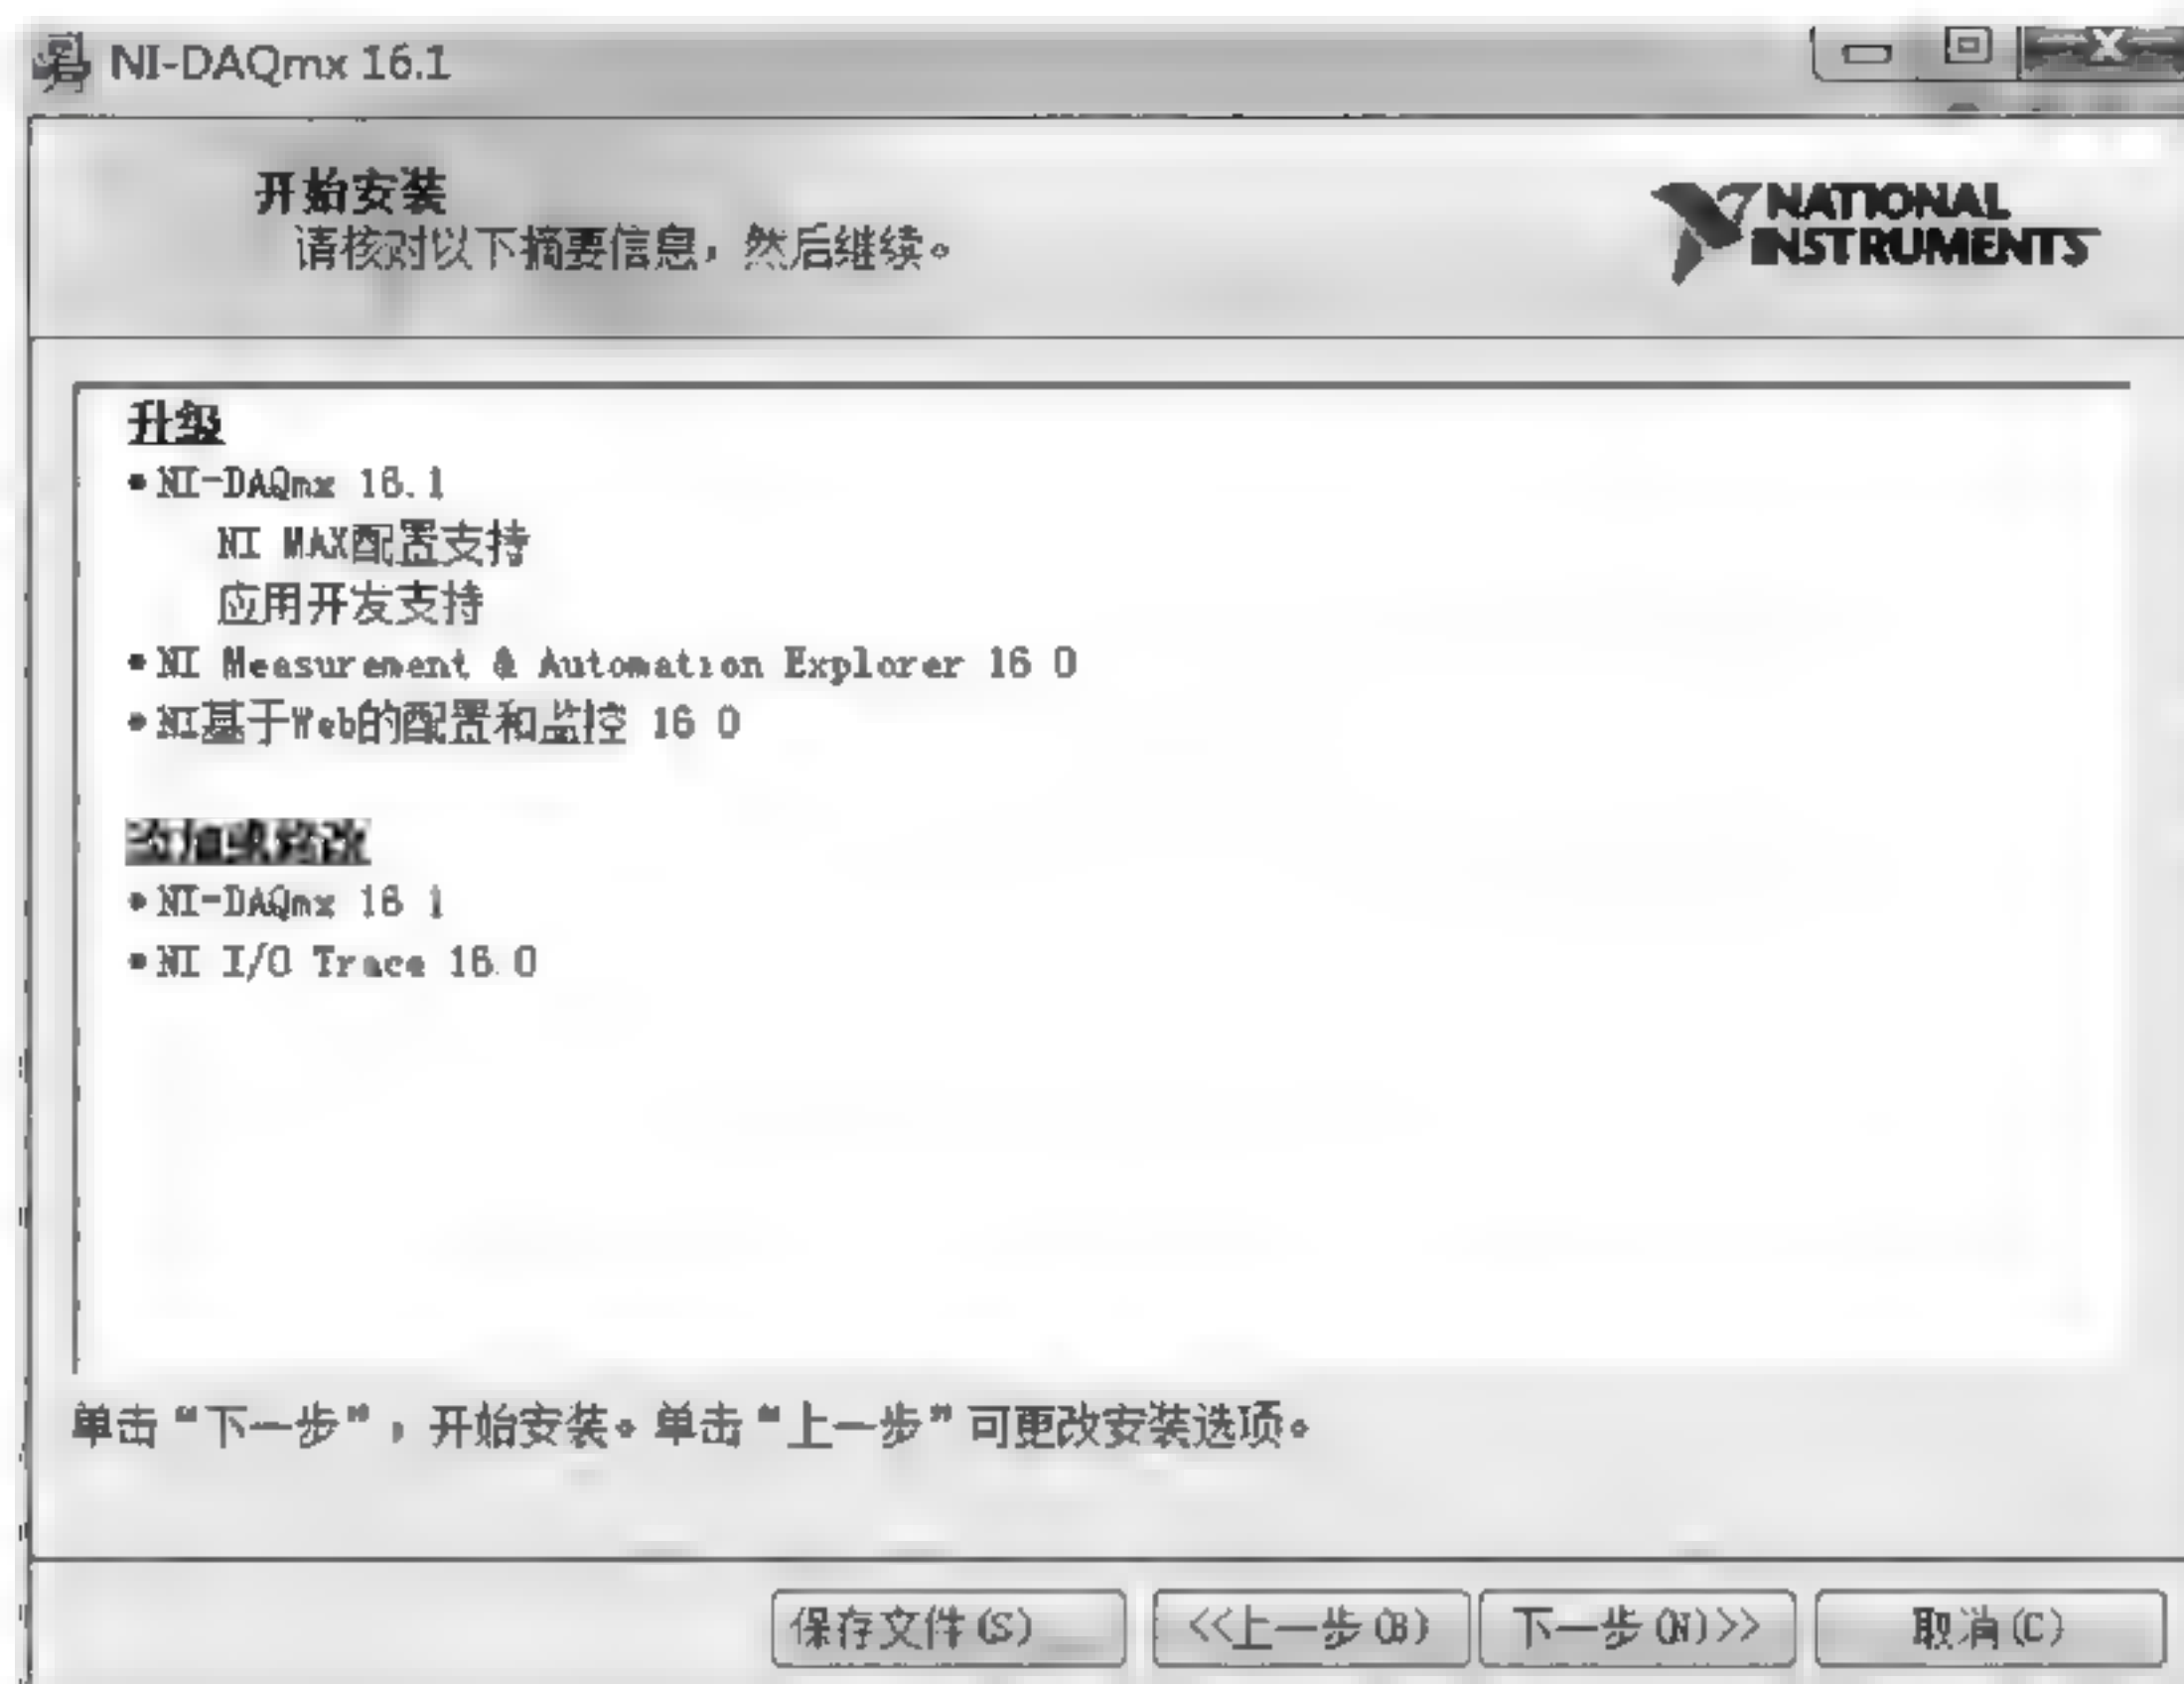 NI-DAQmx 16.1
开始安装
请核对以下摘要信息，然后继续。
NATIONAL
INSTRUMENTS
升级
•NI-DAQmx 16.1
NI MAX配置支持
应用开发支持
•NI Measurement & Automation Explorer 16 0
•NI基于Web的配置和监控 16 0
添加或修改
•NI-DAQmx 16 1
•NI I/O Trace 16.0
单击“下一步”，开始安装。单击“上一步”可更改安装选项。
保存文件(S) <<上一步(B) 下一步(N)>> 取消(C)